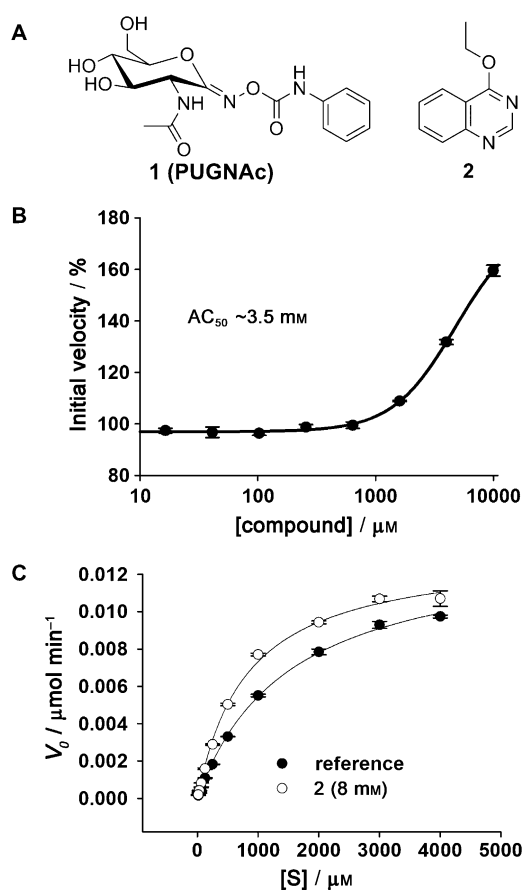 A
OH
HO
O
HO
NH
N
O
O
H
N
O
O
1 (PUGNAc)
O
N
N
2
B
Initial velocity / %
180
160
140
120
100
80
AC50 ~3.5 mM
10
100
1000
10000
[compound] / μM
C
V0 / μmol min−1
0.012
0.010
0.008
0.006
0.004
0.002
0.000
reference
2 (8 mM)
0
1000
2000
3000
4000
5000
[S] / μM